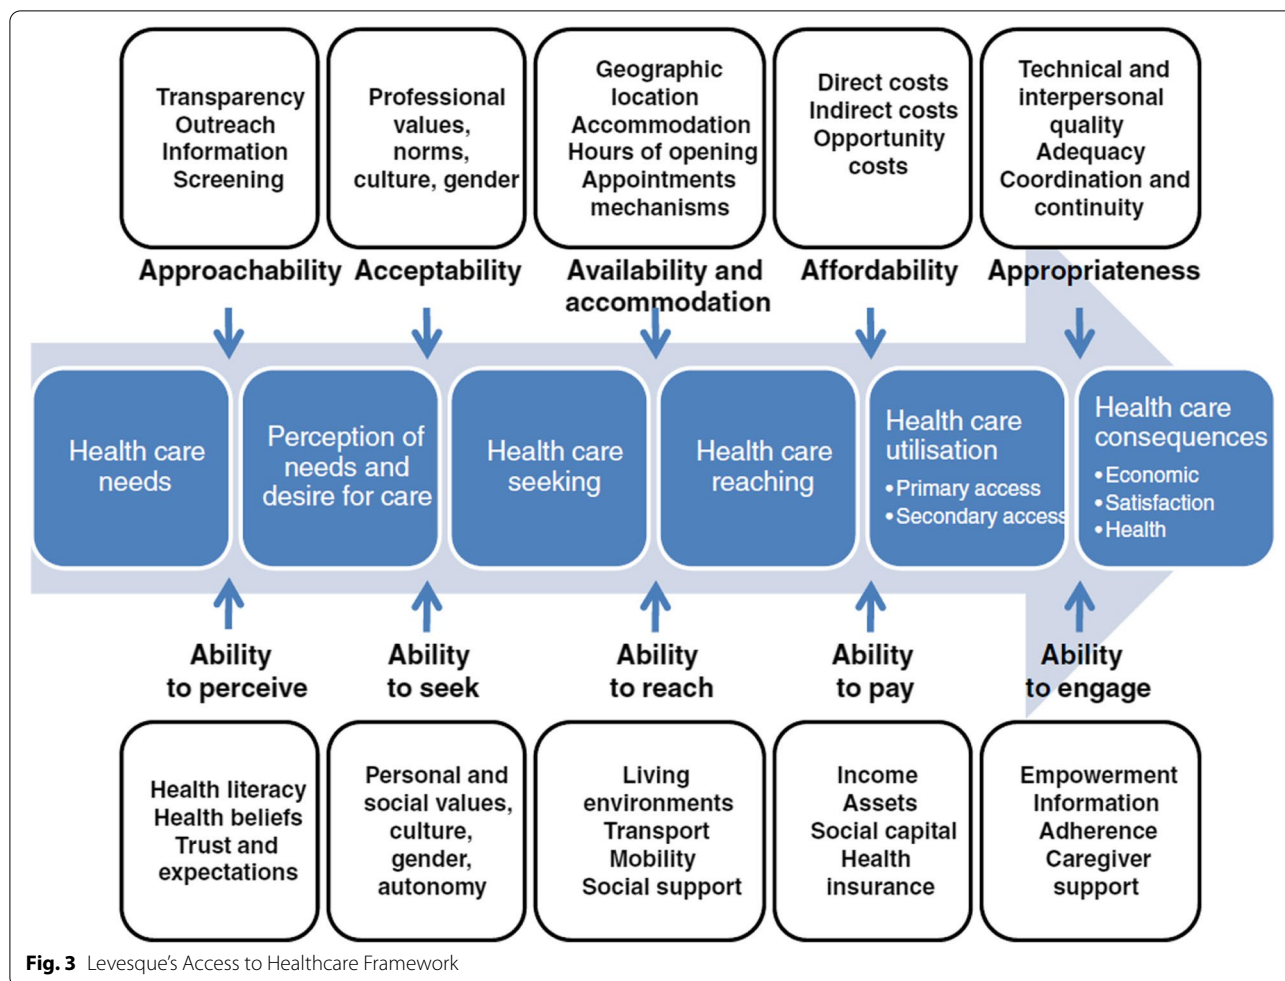 Transparency
Outreach
Information
Screening
Professional
values,
norms,
culture, gender
Geographic
location
Accommodation
Hours of opening
Appointments
mechanisms
Direct costs
Indirect costs
Opportunity
costs
Technical and
interpersonal
quality
Adequacy
Coordination and
continuity
Approachability
Acceptability
Availability and
accommodation
Affordability
Appropriateness
Health care
needs
Perception of
needs and
desire for care
Health care
seeking
Health care
reaching
Health care
utilisation
•Primary access
•Secondary access
Health care
consequences
•Economic
•Satisfaction
•Health
Ability
to perceive
Ability
to seek
Ability
to reach
Ability
to pay
Ability
to engage
Health literacy
Health beliefs
Trust and
expectations
Personal and
social values,
culture,
gender,
autonomy
Living
environments
Transport
Mobility
Social support
Income
Assets
Social capital
Health
insurance
Empowerment
Information
Adherence
Caregiver
support
Fig. 3 Levesque's Access to Healthcare Framework